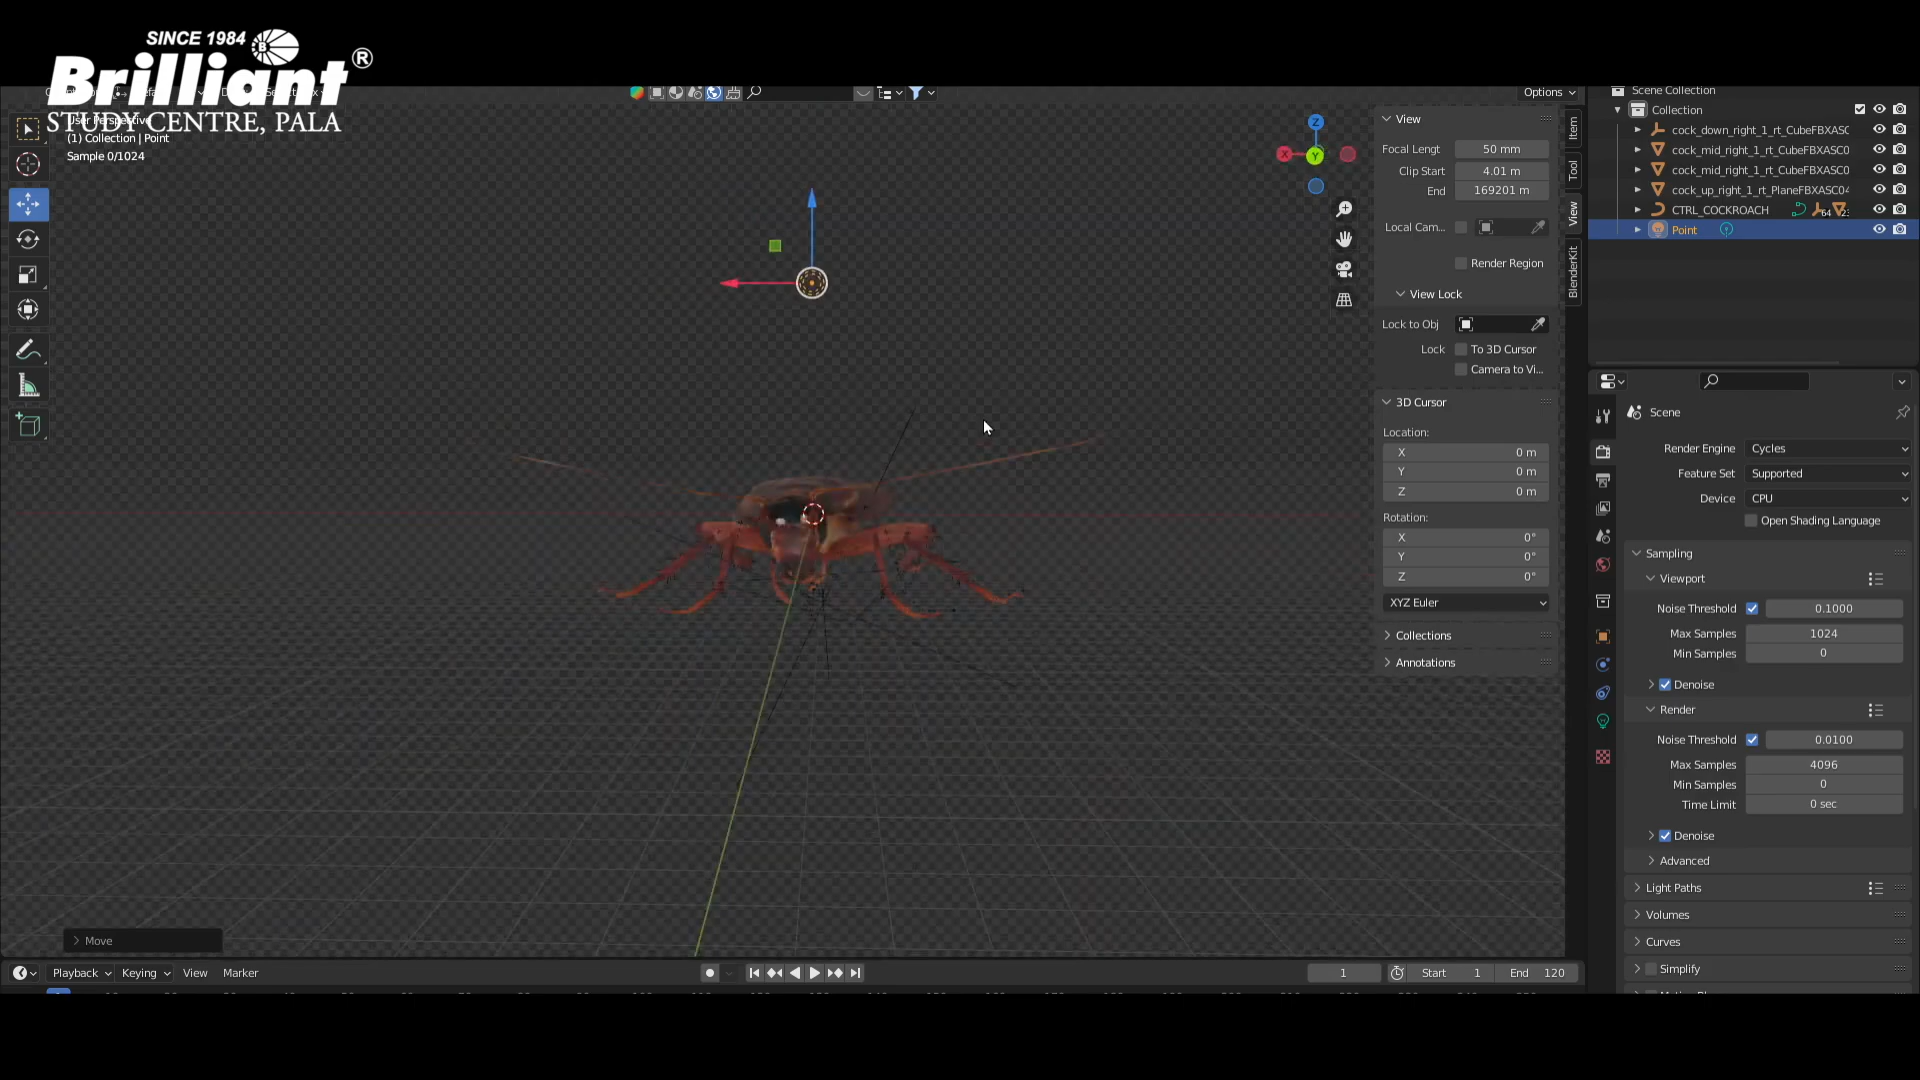 SINCE 1984
Brilliant®
STUDY CENTRE, PALA
User Perspective
(1) Collection | Point
Sample 0/1024
Options
View
Focal Lengt 50 mm
Clip Start 4.01 m
End 169201 m
Local Cam...
Render Region
View Lock
Lock to Obj
Lock To 3D Cursor
Camera to Vi...
3D Cursor
Location:
X 0 m
Y 0 m
Z 0 m
Rotation:
X 0°
Y 0°
Z 0°
XYZ Euler
Collections
Annotations
Item
Tool
View
BlenderKit
Z
X
Y
Scene Collection
Collection
cock_down_right_1_rt_CubeFBXASC
cock_mid_right_1_rt_CubeFBXASC0
cock_mid_right_1_rt_CubeFBXASC0
cock_up_right_1_rt_PlaneFBXASC04
CTRL_COCKROACH 64 23
Point
Scene
Render Engine Cycles
Feature Set Supported
Device CPU
Open Shading Language
Sampling
Viewport
Noise Threshold 0.1000
Max Samples 1024
Min Samples 0
Denoise
Render
Noise Threshold 0.0100
Max Samples 4096
Min Samples 0
Time Limit 0 sec
Denoise
Advanced
Light Paths
Volumes
Curves
Simplify
Move
Playback Keying View Marker
1 Start 1 End 120